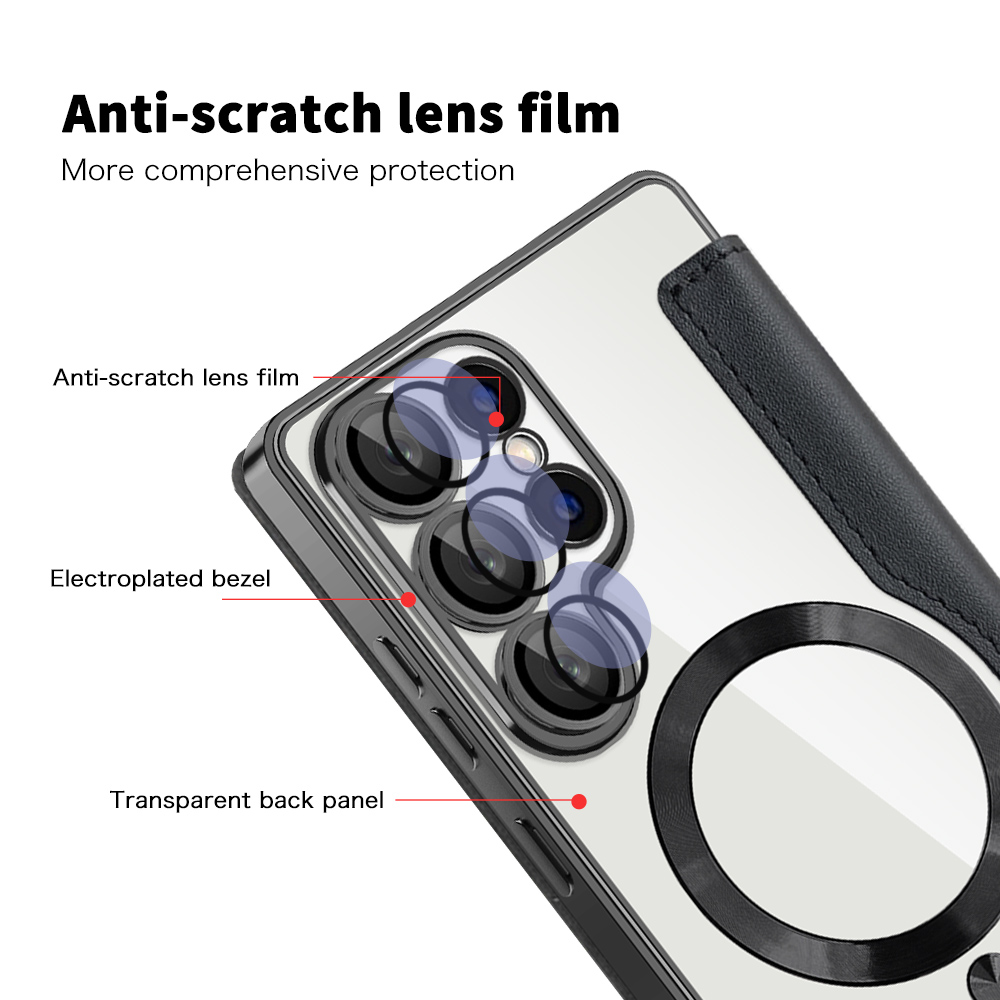 Anti-scratch lens film
More comprehensive protection
Anti-scratch lens film
Electroplated bezel
Transparent back panel